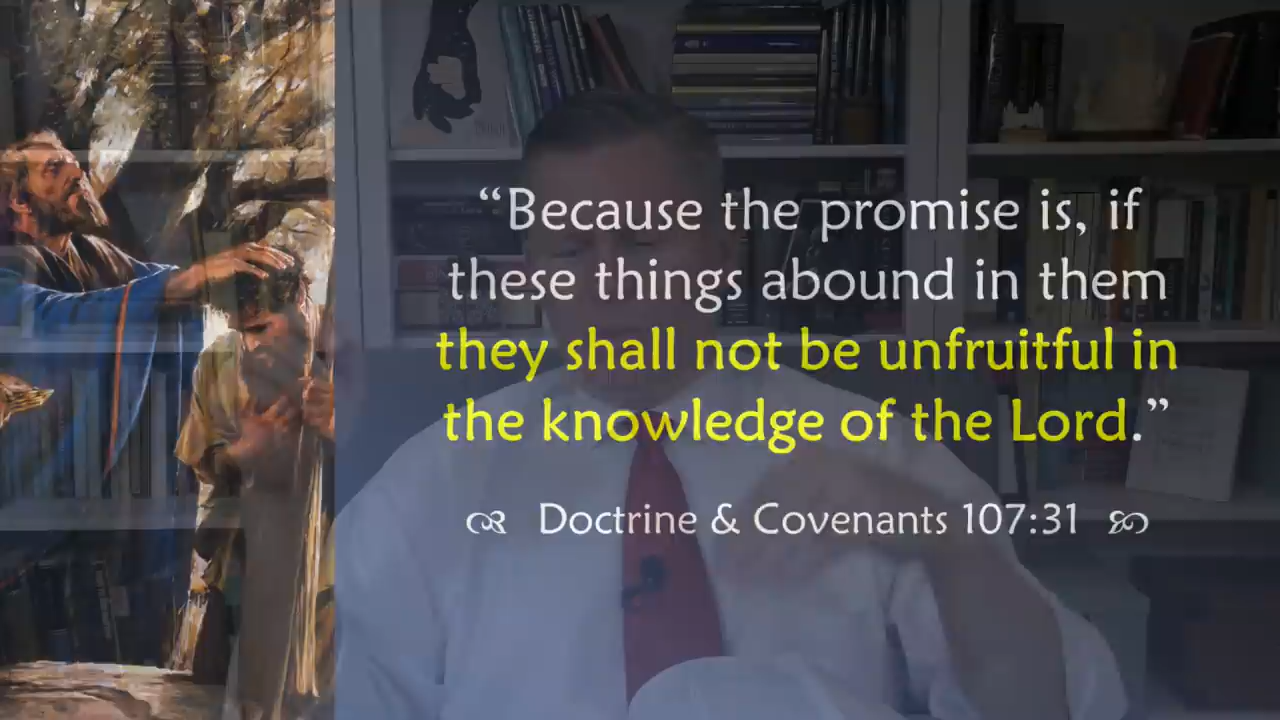 “Because the promise is, if
these things abound in them
they shall not be unfruitful in
the knowledge of the Lord.”
Doctrine & Covenants 107:31